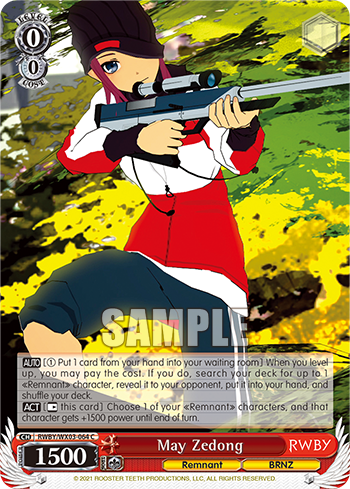 LEVEL
0
0
COST
SAMPLE
AUTO [① Put 1 card from your hand into your waiting room] When you level
up, you may pay the cost. If you do, search your deck for up to 1
«Remnant» character, reveal it to your opponent, put it into your hand, and
shuffle your deck.
ACT [ this card] Choose 1 of your «Remnant» characters, and that
character gets +1500 power until end of turn.
CH RWBY/WX03-064 C
POWER 1500
May Zedong
RWBY
Remnant BRNZ
© 2021 ROOSTER TEETH PRODUCTIONS, LLC, ALL RIGHTS RESERVED.